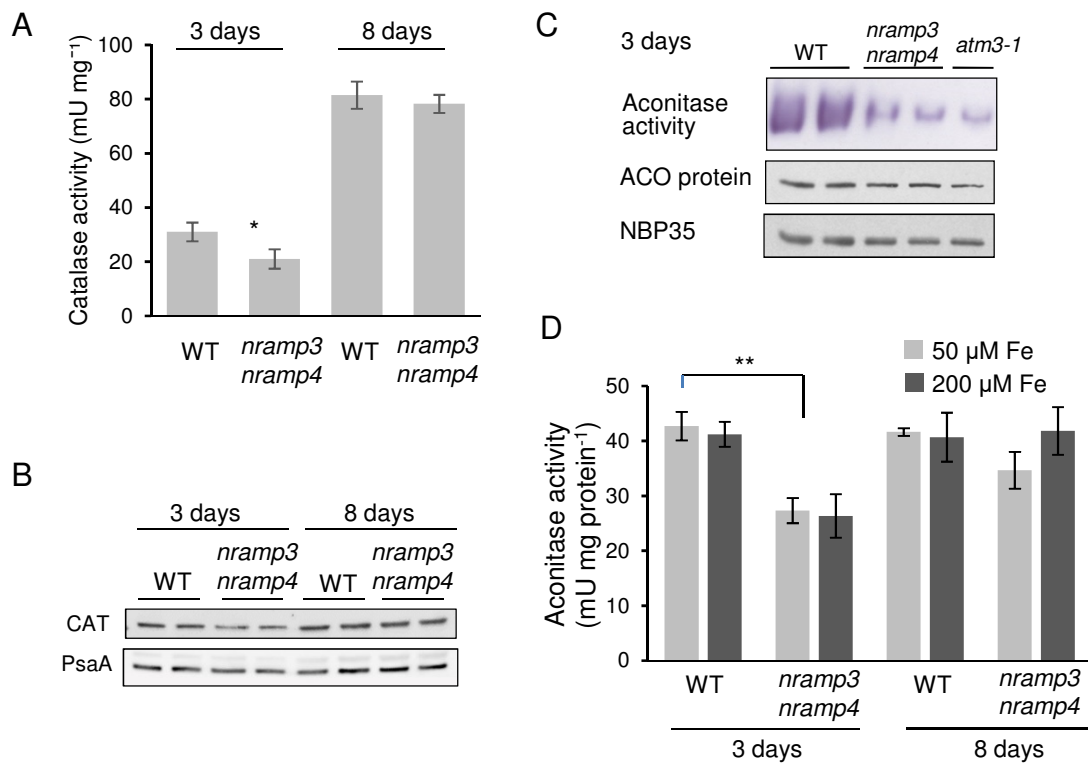 A
3 days
8 days
Catalase activity (mU mg⁻¹)
100
80
60
40
20
0
*
WT
nramp3
nramp4
WT
nramp3
nramp4
B
3 days
8 days
WT
nramp3
nramp4
WT
nramp3
nramp4
CAT
PsaA
C
3 days
WT
nramp3
nramp4
atm3-1
Aconitase
activity
ACO protein
NBP35
D
50 µM Fe
200 µM Fe
**
Aconitase activity
(mU mg protein⁻¹)
50
40
30
20
10
0
WT
nramp3
nramp4
WT
nramp3
nramp4
3 days
8 days